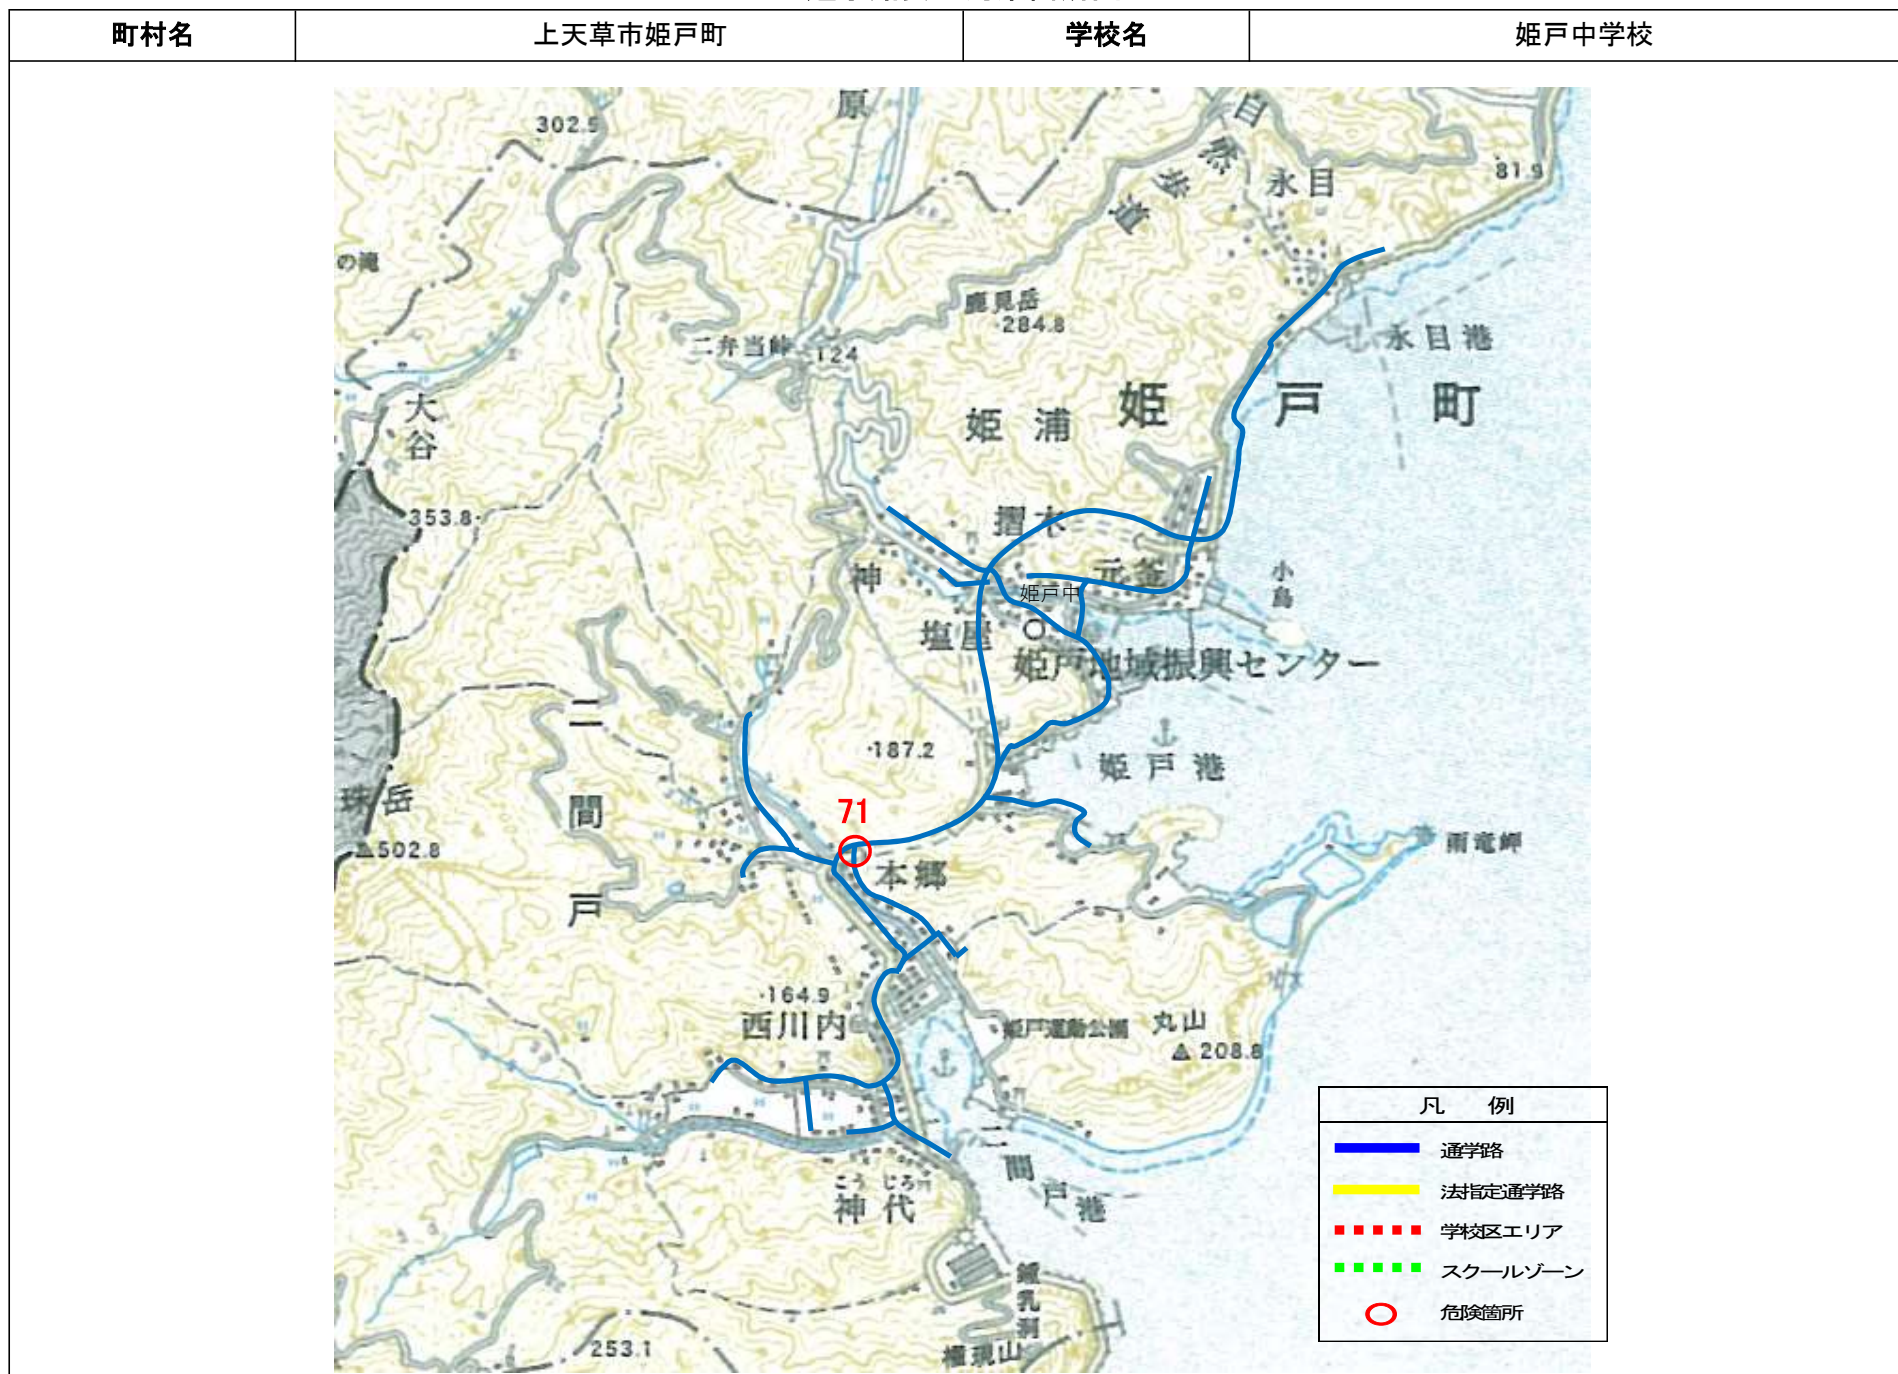 町村名 上天草市姫戸町 学校名 姫戸中学校
原
302.5
自然歩道
永目
81.9
の滝
鹿見岳
284.8
永目港
二弁当峠
124
大谷
姫浦
姫戸町
353.8
摺木
元釜
小島
神
姫戸中
塩屋
姫戸地域振興センター
二間戸
187.2
姫戸港
珠岳
71
502.8
雨竜岬
本郷
164.9
西川内
姫戸運動公園
丸山
208.8
二間戸港
こうじろ
神代
253.1
権現山
凡 例
通学路
法指定通学路
学校区エリア
スクールゾーン
危険箇所